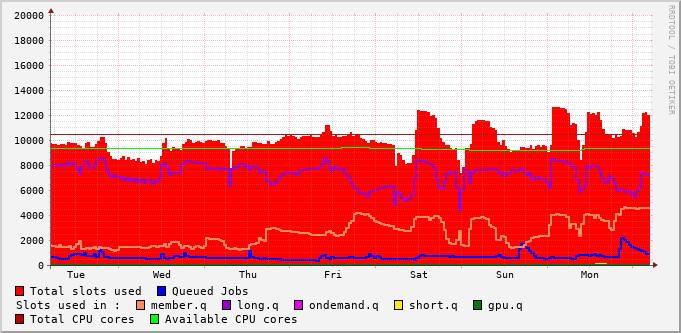 20000
18000
16000
14000
12000
10000
8000
6000
4000
2000
0
Tue Wed Thu Fri Sat Sun Mon
RRDTOOL / TOBI OETIKER
Total slots used Queued Jobs
Slots used in : member.q long.q ondemand.q short.q gpu.q
Total CPU cores Available CPU cores